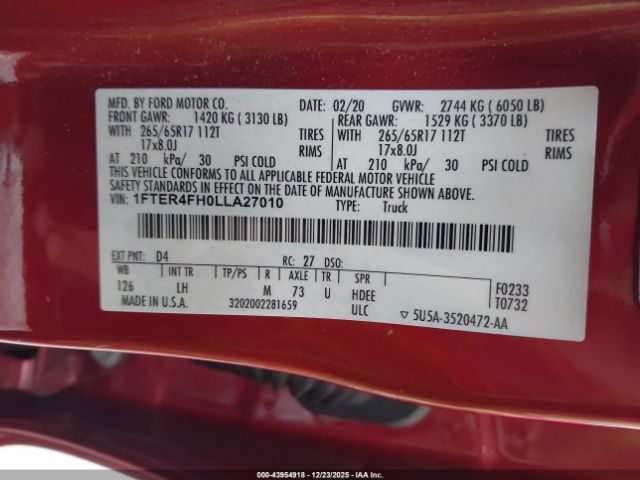 MFD. BY FORD MOTOR CO. 02/20 GVWR: 2744 KG ( 6050 LB)
FRONT GAWR: 1420 KG ( 3130 LB) REAR GAWR: 1529 KG ( 3370 LB)
WITH 265/65R17 112T TIRES WITH 265/65R17 112T TIRES
17x8.0J RIMS 17x8.0J RIMS
AT 210 kPa/ 30 PSI COLD AT 210 kPa/ 30 PSI COLD
THIS VEHICLE CONFORMS TO ALL APPLICABLE FEDERAL MOTOR VEHICLE
SAFETY STANDARDS IN EFFECT ON THE DATE OF MANUFACTURE SHOWN ABOVE.
VIN: 1FTER4FH0LLA27010 TYPE: Truck
EXT PNT: D4 RC: 27 DSO:
WB INT TR TP/PS R AXLE TR SPR F0233
126 LH M 73 U HDEE T0732
MADE IN U.S.A. 3202002281659 ULC ▽ 5U5A-3520472-AA
000-43954918 - 12/23/2025 - IAA Inc.